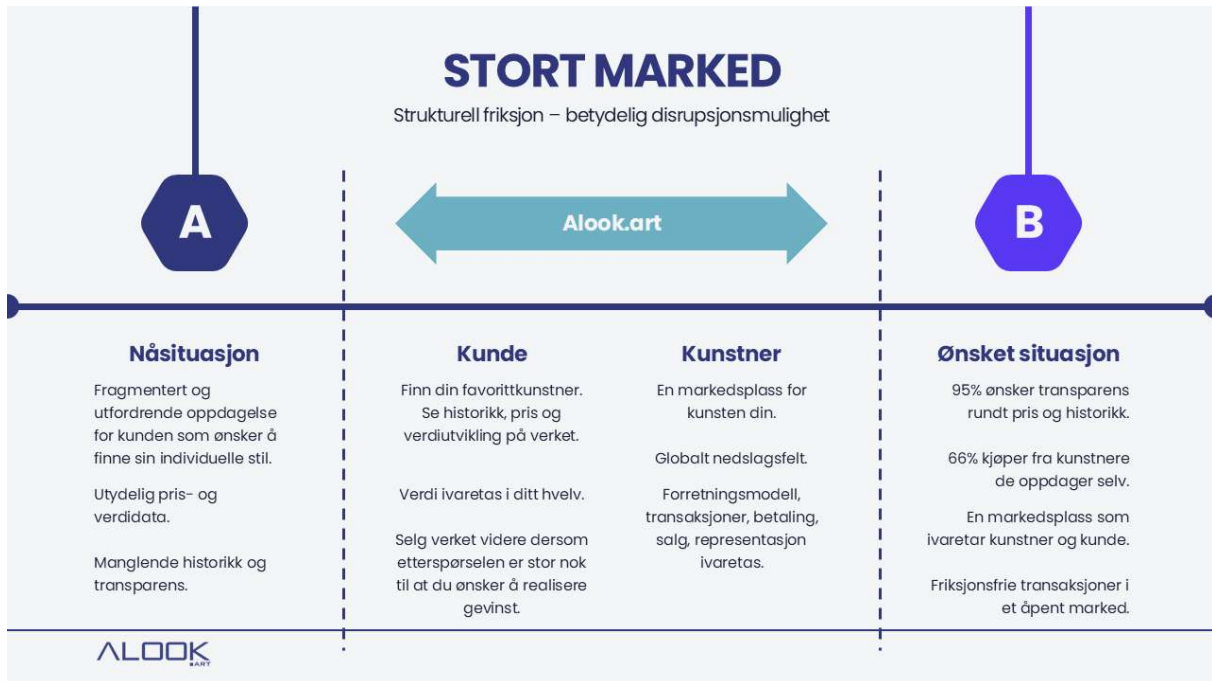 STORT MARKED
Strukturell friksjon – betydelig disrupsjonsmulighet
A
Alook.art
B
Nåsituasjon
Fragmentert og
utfordrende oppdagelse
for kunden som ønsker å
finne sin individuelle stil.
Utydelig pris- og
verdidata.
Manglende historikk og
transparens.
Kunde
Finn din favorittkunstner.
Se historikk, pris og
verdiutvikling på verket.
Verdi ivaretas i ditt hvelv.
Selg verket videre dersom
etterspørselen er stor nok
til at du ønsker å realisere
gevinst.
Kunstner
En markedsplass for
kunsten din.
Globalt nedslagsfelt.
Forretningsmodell,
transaksjoner, betaling,
salg, representasjon
ivaretas.
Ønsket situasjon
95% ønsker transparens
rundt pris og historikk.
66% kjøper fra kunstnere
de oppdager selv.
En markedsplass som
ivaretar kunstner og kunde.
Friksjonsfrie transaksjoner i
et åpent marked.
ALOOK
.ART